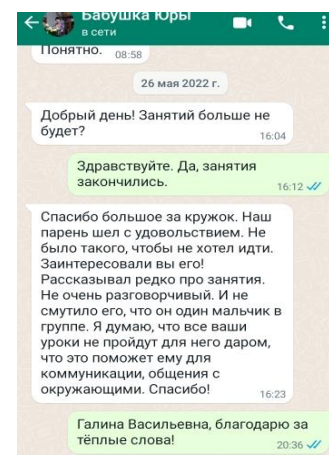 Бабушка Юры
в сети
Понятно. 08:58
26 мая 2022 г.
Добрый день! Занятий больше не
будет? 16:04
Здравствуйте. Да, занятия
закончились. 16:12
Спасибо большое за кружок. Наш
парень шел с удовольствием. Не
было такого, чтобы не хотел идти.
Заинтересовали вы его!
Рассказывал редко про занятия.
Не очень разговорчивый. И не
смутило его, что он один мальчик в
группе. Я думаю, что все ваши
уроки не пройдут для него даром,
что это поможет ему для
коммуникации, общения с
окружающими. Спасибо! 16:23
Галина Васильевна, благодарю за
тёплые слова! 20:36